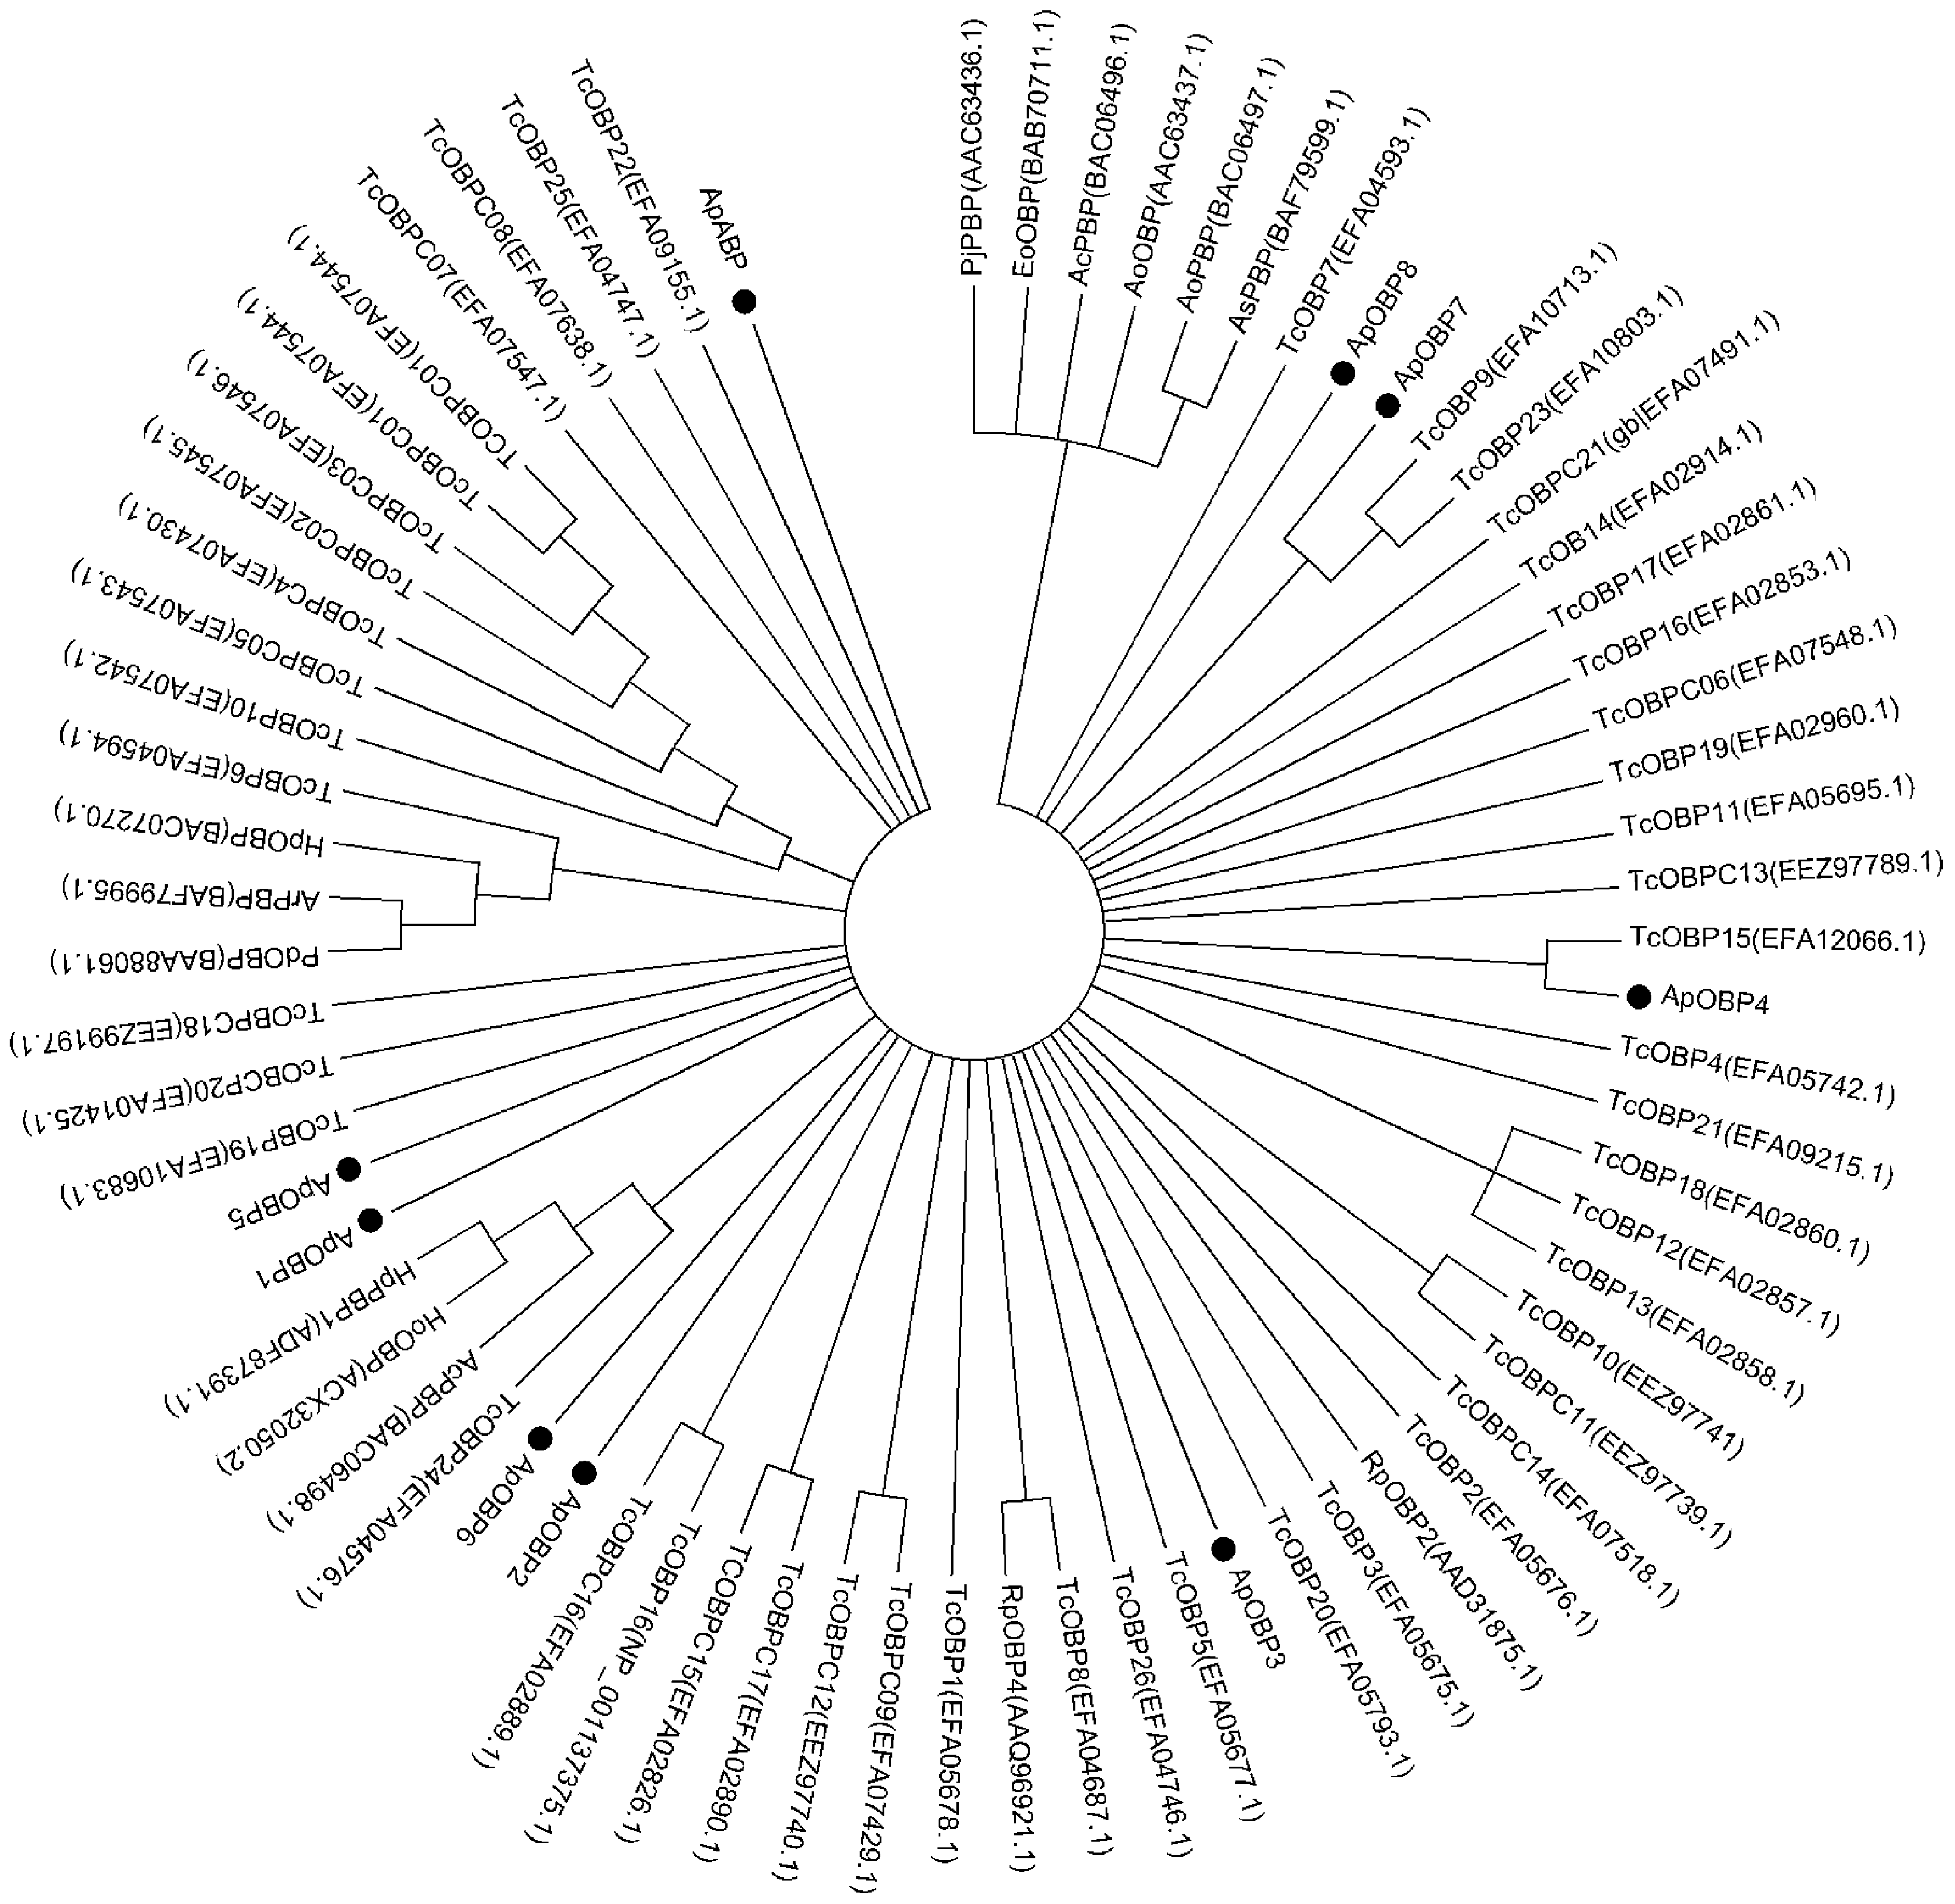 PjPBP(AAC63436.1)
EoOBP(BAB70711.1)
AcPBP(BAC06496.1)
AoOBP(AAC63437.1)
AoPBP(BAC06497.1)
AsPBP(BAF79599.1)
TcOBP7(EFA04593.1)
ApOBP8
ApOBP7
TcOBP9(EFA10713.1)
TcOBP23(EFA10803.1)
TcOBPC21(gb|EFA07491.1)
TcOB14(EFA02914.1)
TcOBP17(EFA02861.1)
TcOBP16(EFA02853.1)
TcOBPC06(EFA07548.1)
TcOBP19(EFA02960.1)
TcOBP11(EFA05695.1)
TcOBPC13(EEZ97789.1)
TcOBP15(EFA12066.1)
ApOBP4
TcOBP4(EFA05742.1)
TcOBP21(EFA09215.1)
TcOBP18(EFA02860.1)
TcOBP12(EFA02857.1)
TcOBP13(EFA02858.1)
TcOBP10(EEZ97741)
TcOBPC11(EEZ97739.1)
TcOBPC14(EFA07518.1)
TcOBP2(EFA05676.1)
RpOBP2(AAD31875.1)
TcOBP3(EFA05675.1)
TcOBP20(EFA05793.1)
ApOBP3
TcOBP5(EFA05677.1)
TcOBP26(EFA04746.1)
TcOBP8(EFA04687.1)
RpOBP4(AAQ96921.1)
TcOBP1(EFA05678.1)
TcOBPC09(EFA07429.1)
TcOBPC12(EEZ97740.1)
TcOBPC17(EFA02890.1)
TCOBPC15(EFA02826.1)
TcOBP16(NP_001137375.1)
TcOBPC16(EFA02889.1)
ApOBP2
ApOBP6
TcOBP24(EFA04576.1)
AcPBP(BAC06498.1)
HoOBP(ACX32050.2)
HpPBP1(ADF87391.1)
ApOBP1
ApOBP5
TcOBP19(EFA10683.1)
TcOBCP20(EFA01425.1)
TcOBPC18(EEZ99197.1)
PdOBP(BAA88061.1)
ArPBP(BAF79995.1)
HpOBP(BAC07270.1)
TcOBP6(EFA04594.1)
TcOBP10(EFA07542.1)
TcOBPC05(EFA07543.1)
TcOBPC4(EFA07430.1)
TcOBPC02(EFA07545.1)
TcOBPC03(EFA07546.1)
TcOBPC01(EFA07544.1)
TCOBPC01(EFA07544.1)
TcOBPC07(EFA07547.1)
TcOBPC08(EFA07638.1)
TcOBP25(EFA04747.1)
TcOBP22(EFA09155.1)
ApABP